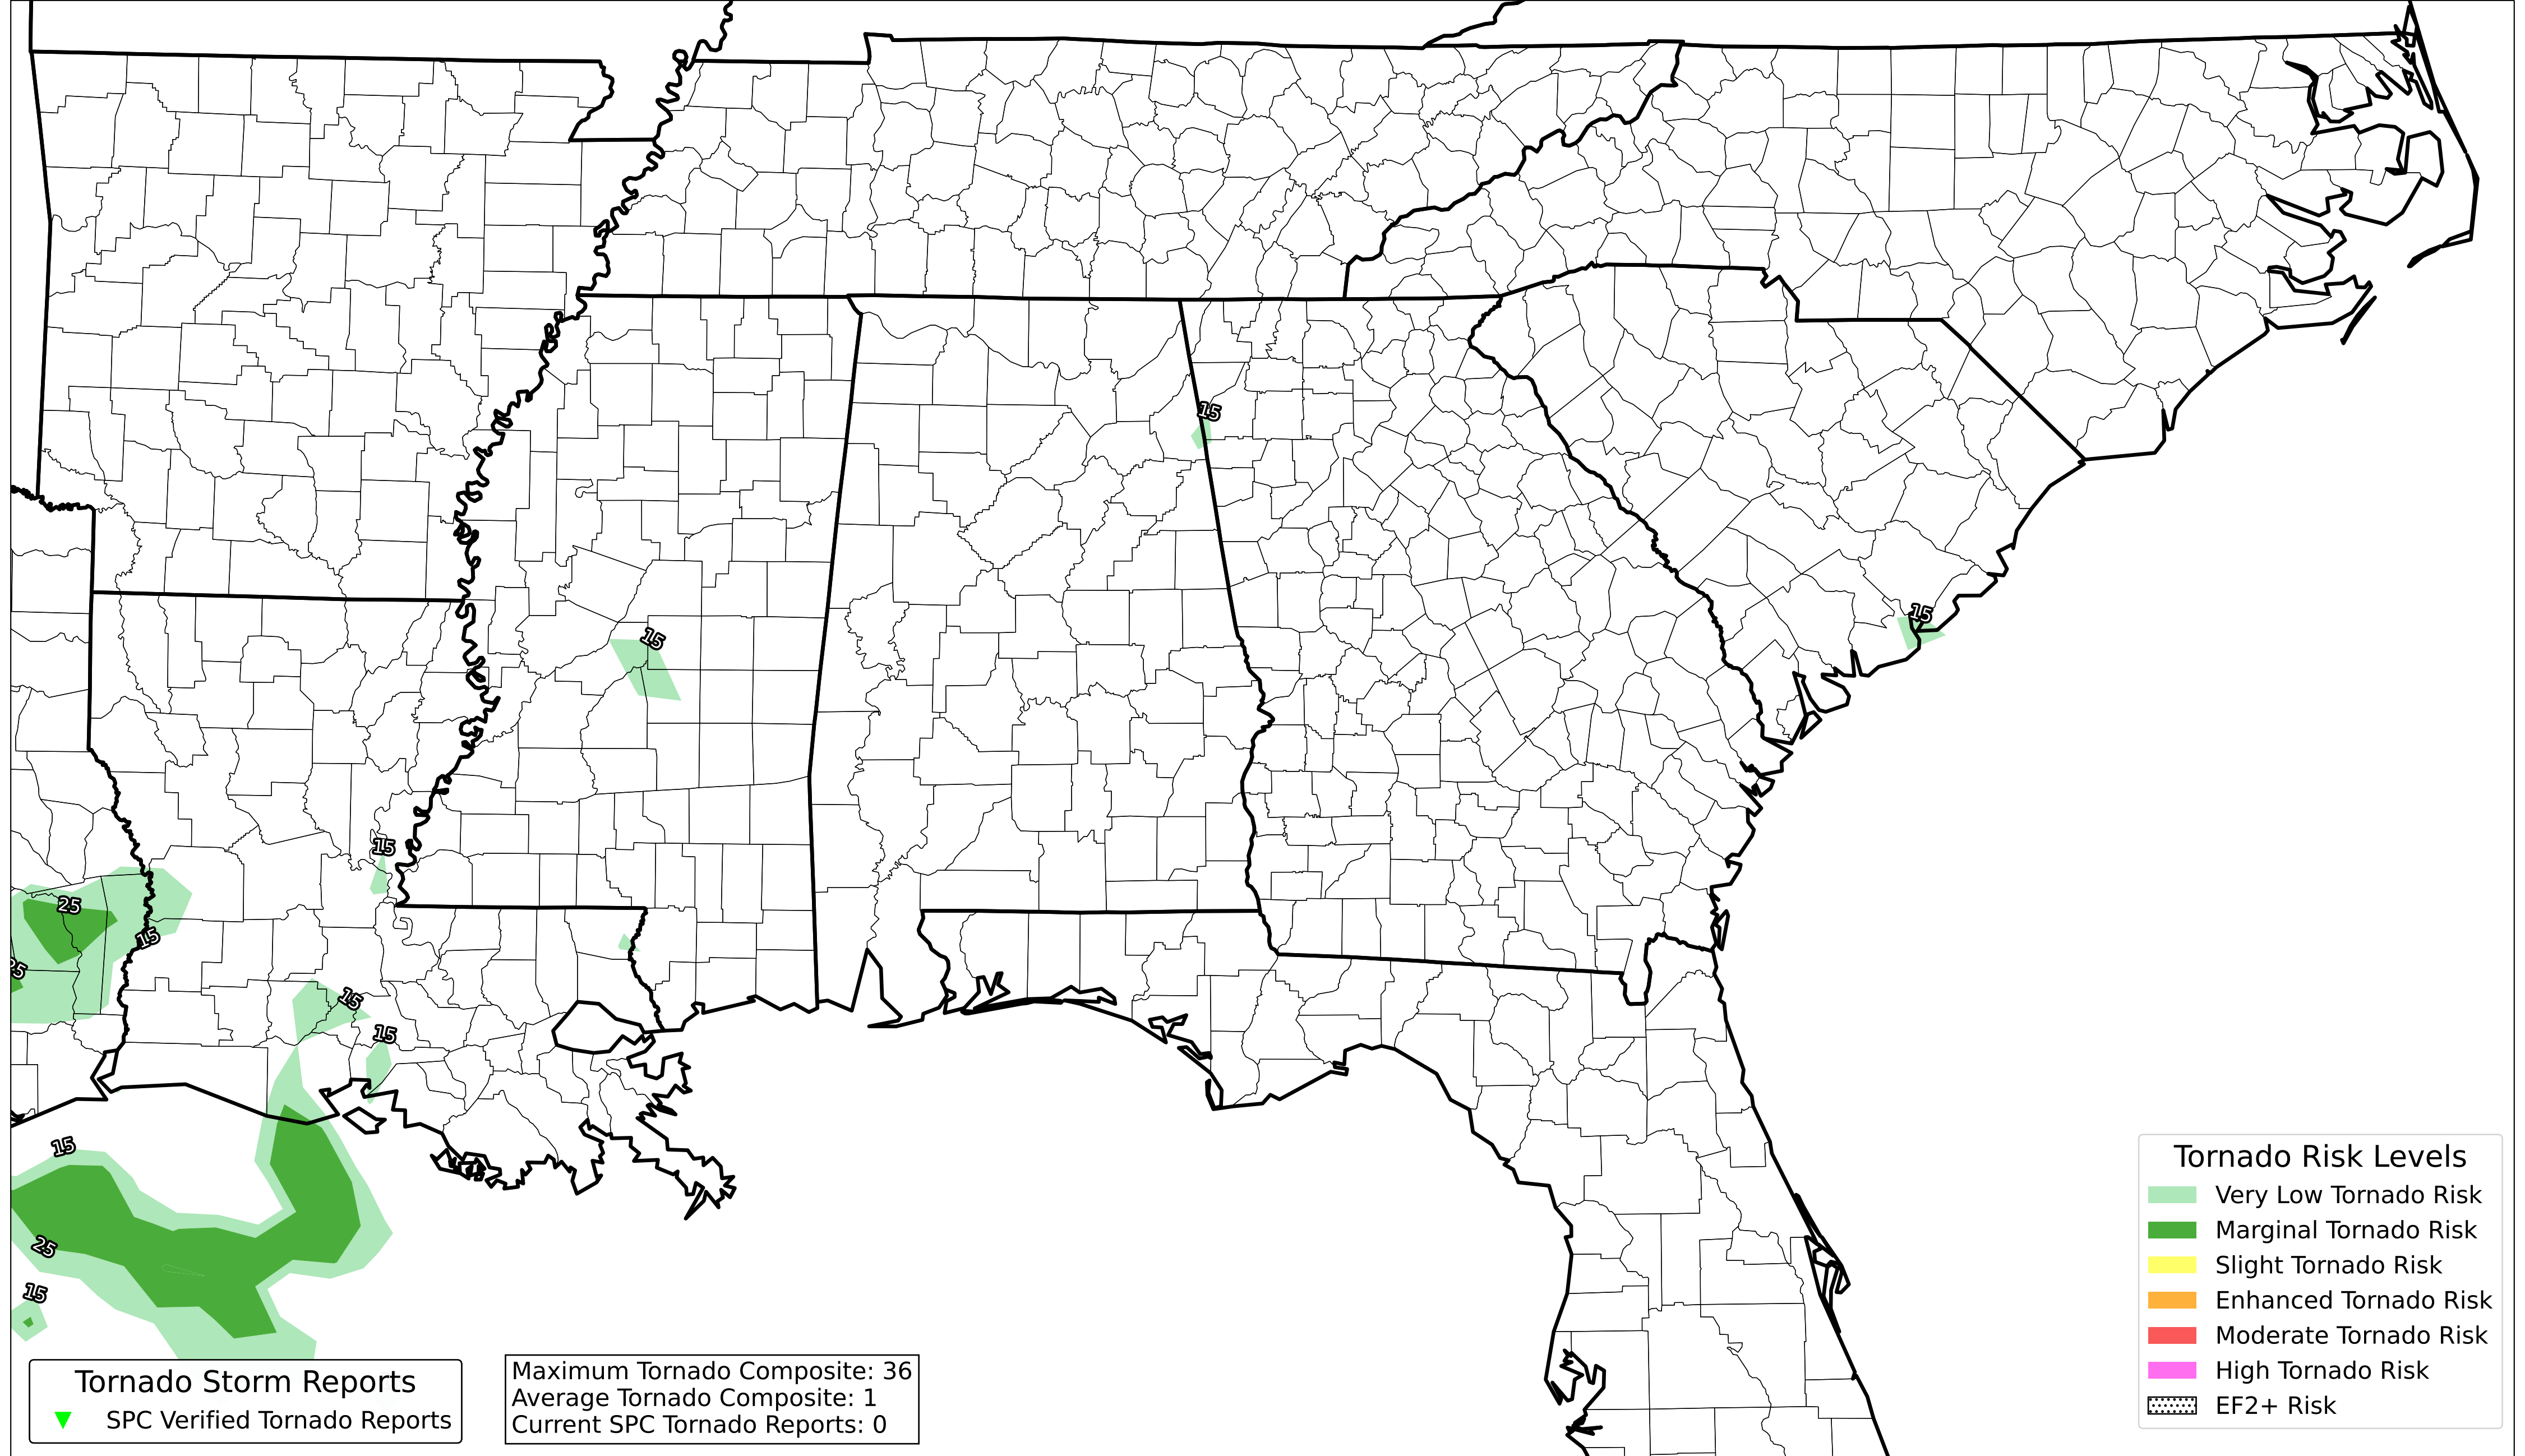 15
15
15
15
25
15
25
15
15
15
25
15
Tornado Risk Levels
Very Low Tornado Risk
Marginal Tornado Risk
Slight Tornado Risk
Enhanced Tornado Risk
Moderate Tornado Risk
High Tornado Risk
EF2+ Risk
Tornado Storm Reports
SPC Verified Tornado Reports
Maximum Tornado Composite: 36
Average Tornado Composite: 1
Current SPC Tornado Reports: 0